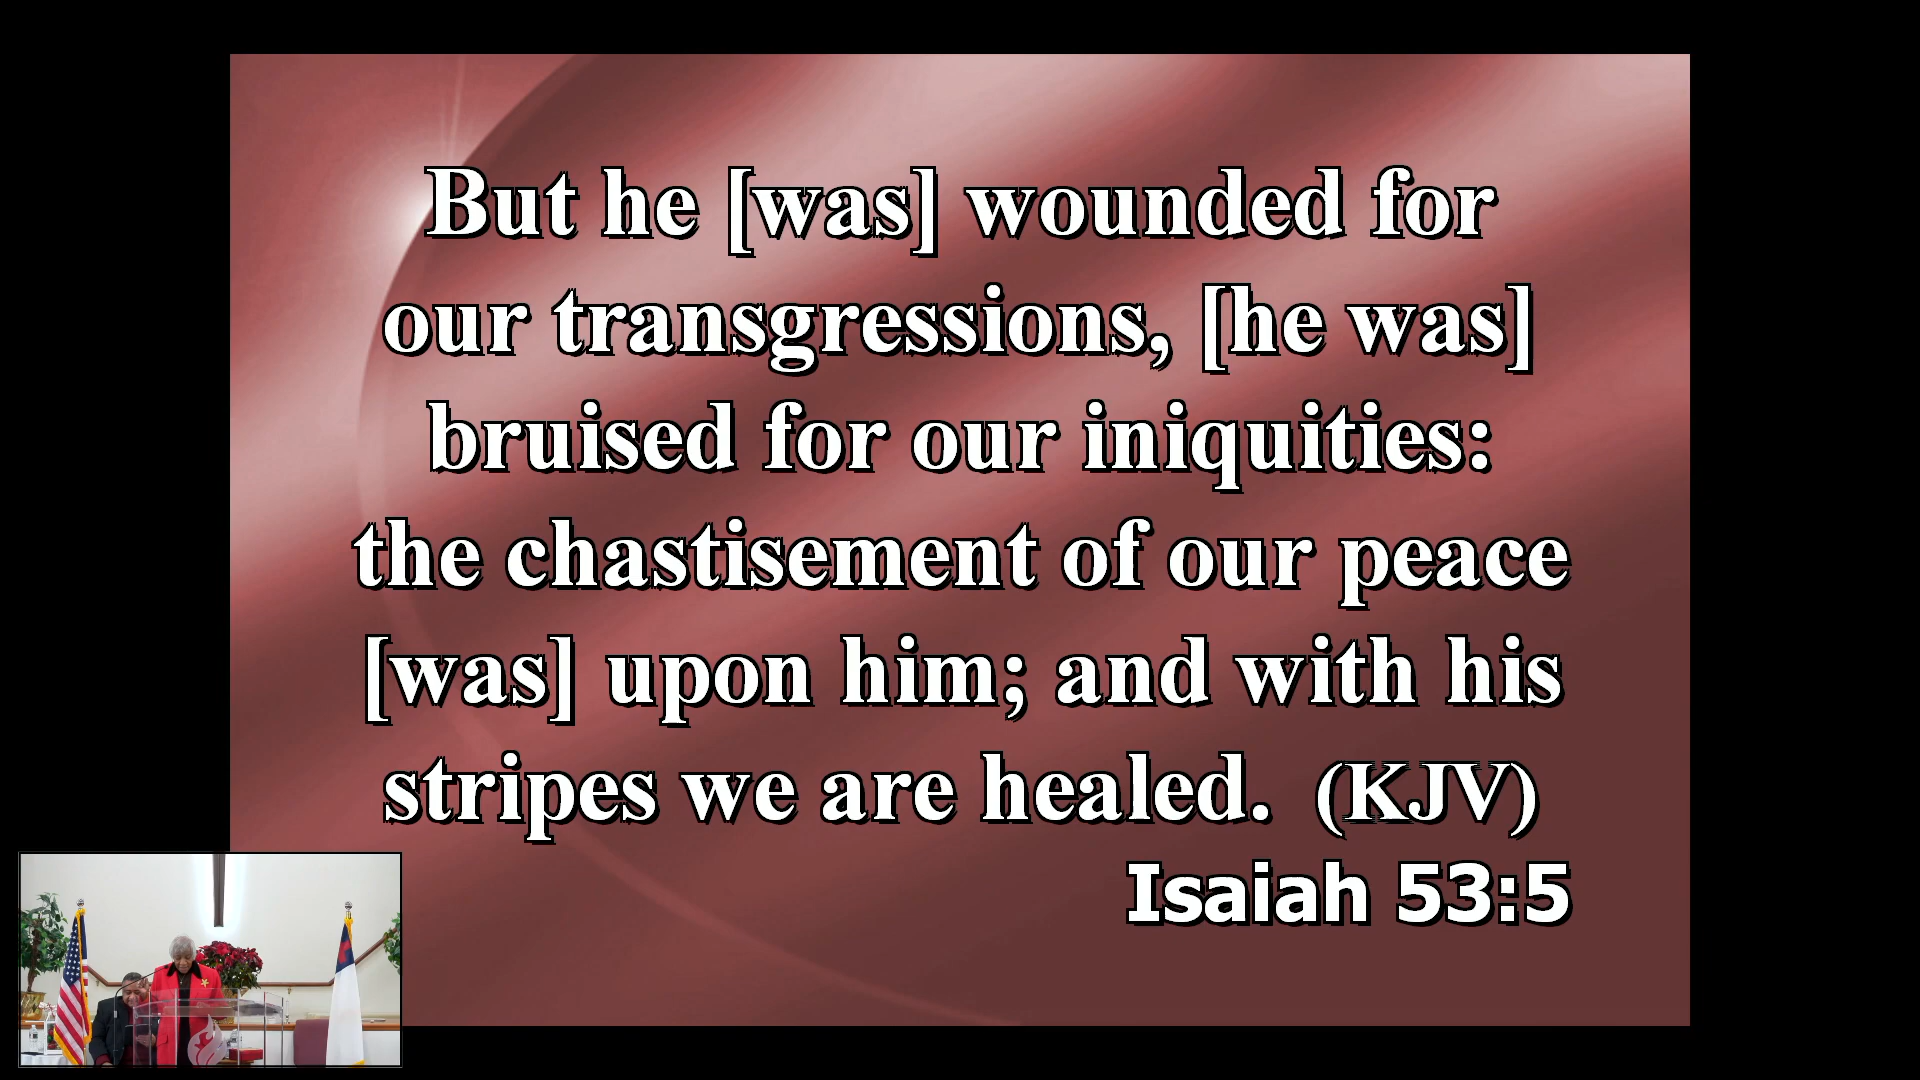 But he [was] wounded for
our transgressions, [he was]
bruised for our iniquities:
the chastisement of our peace
[was] upon him; and with his
stripes we are healed.  (KJV)
Isaiah 53:5